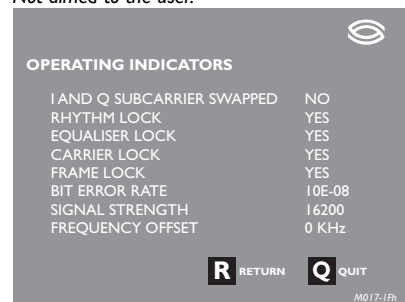 Not aimed to the user.
OPERATING INDICATORS
I AND Q SUBCARRIER SWAPPED NO
RHYTHM LOCK YES
EQUALISER LOCK YES
CARRIER LOCK YES
FRAME LOCK YES
BIT ERROR RATE 10E-08
SIGNAL STRENGTH 16200
FREQUENCY OFFSET 0 KHz
R RETURN Q QUIT
M017-1Fh